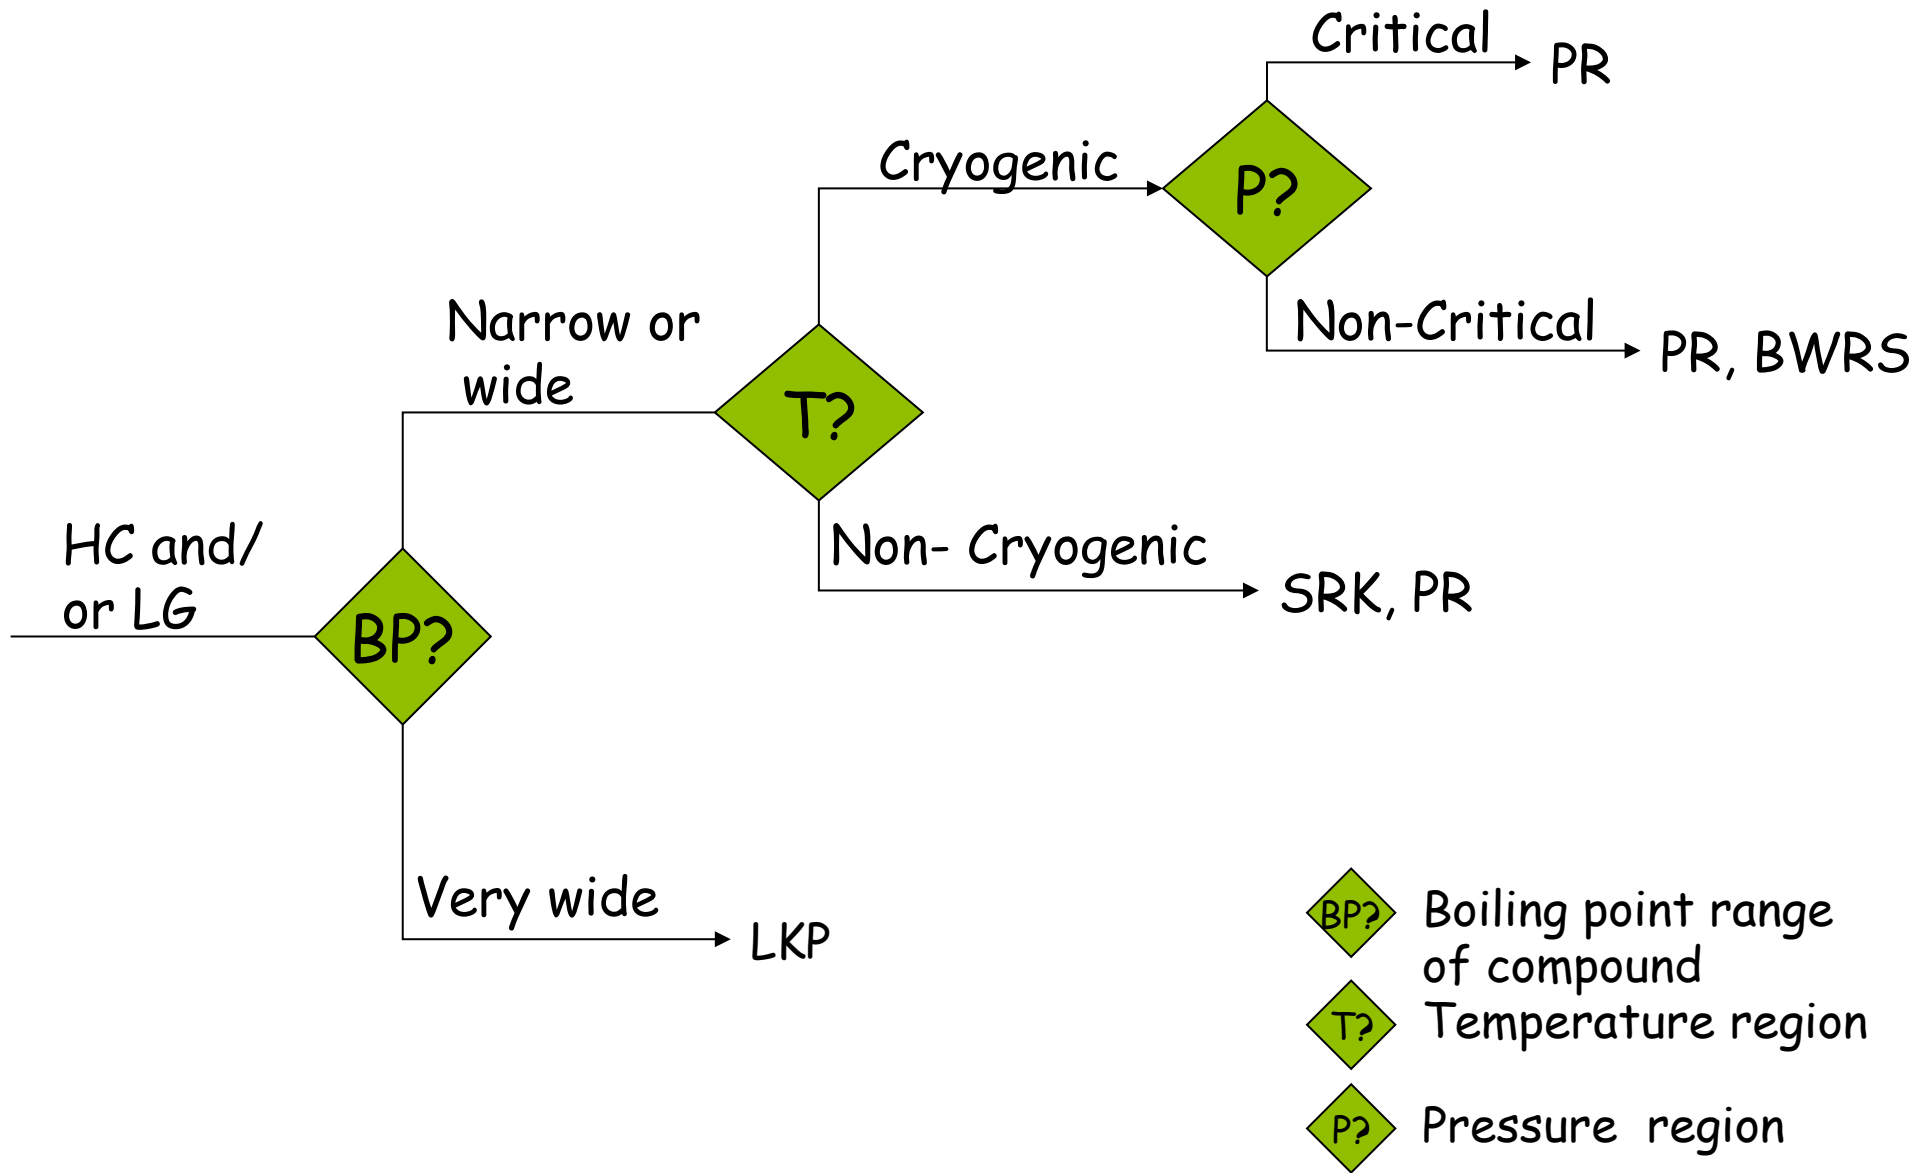 Critical
PR
Cryogenic
P?
Non-Critical
PR, BWRS
Narrow or
wide
T?
Non- Cryogenic
SRK, PR
HC and/
or LG
BP?
Very wide
LKP
BP?
Boiling point range
of compound
T?
Temperature region
P?
Pressure region